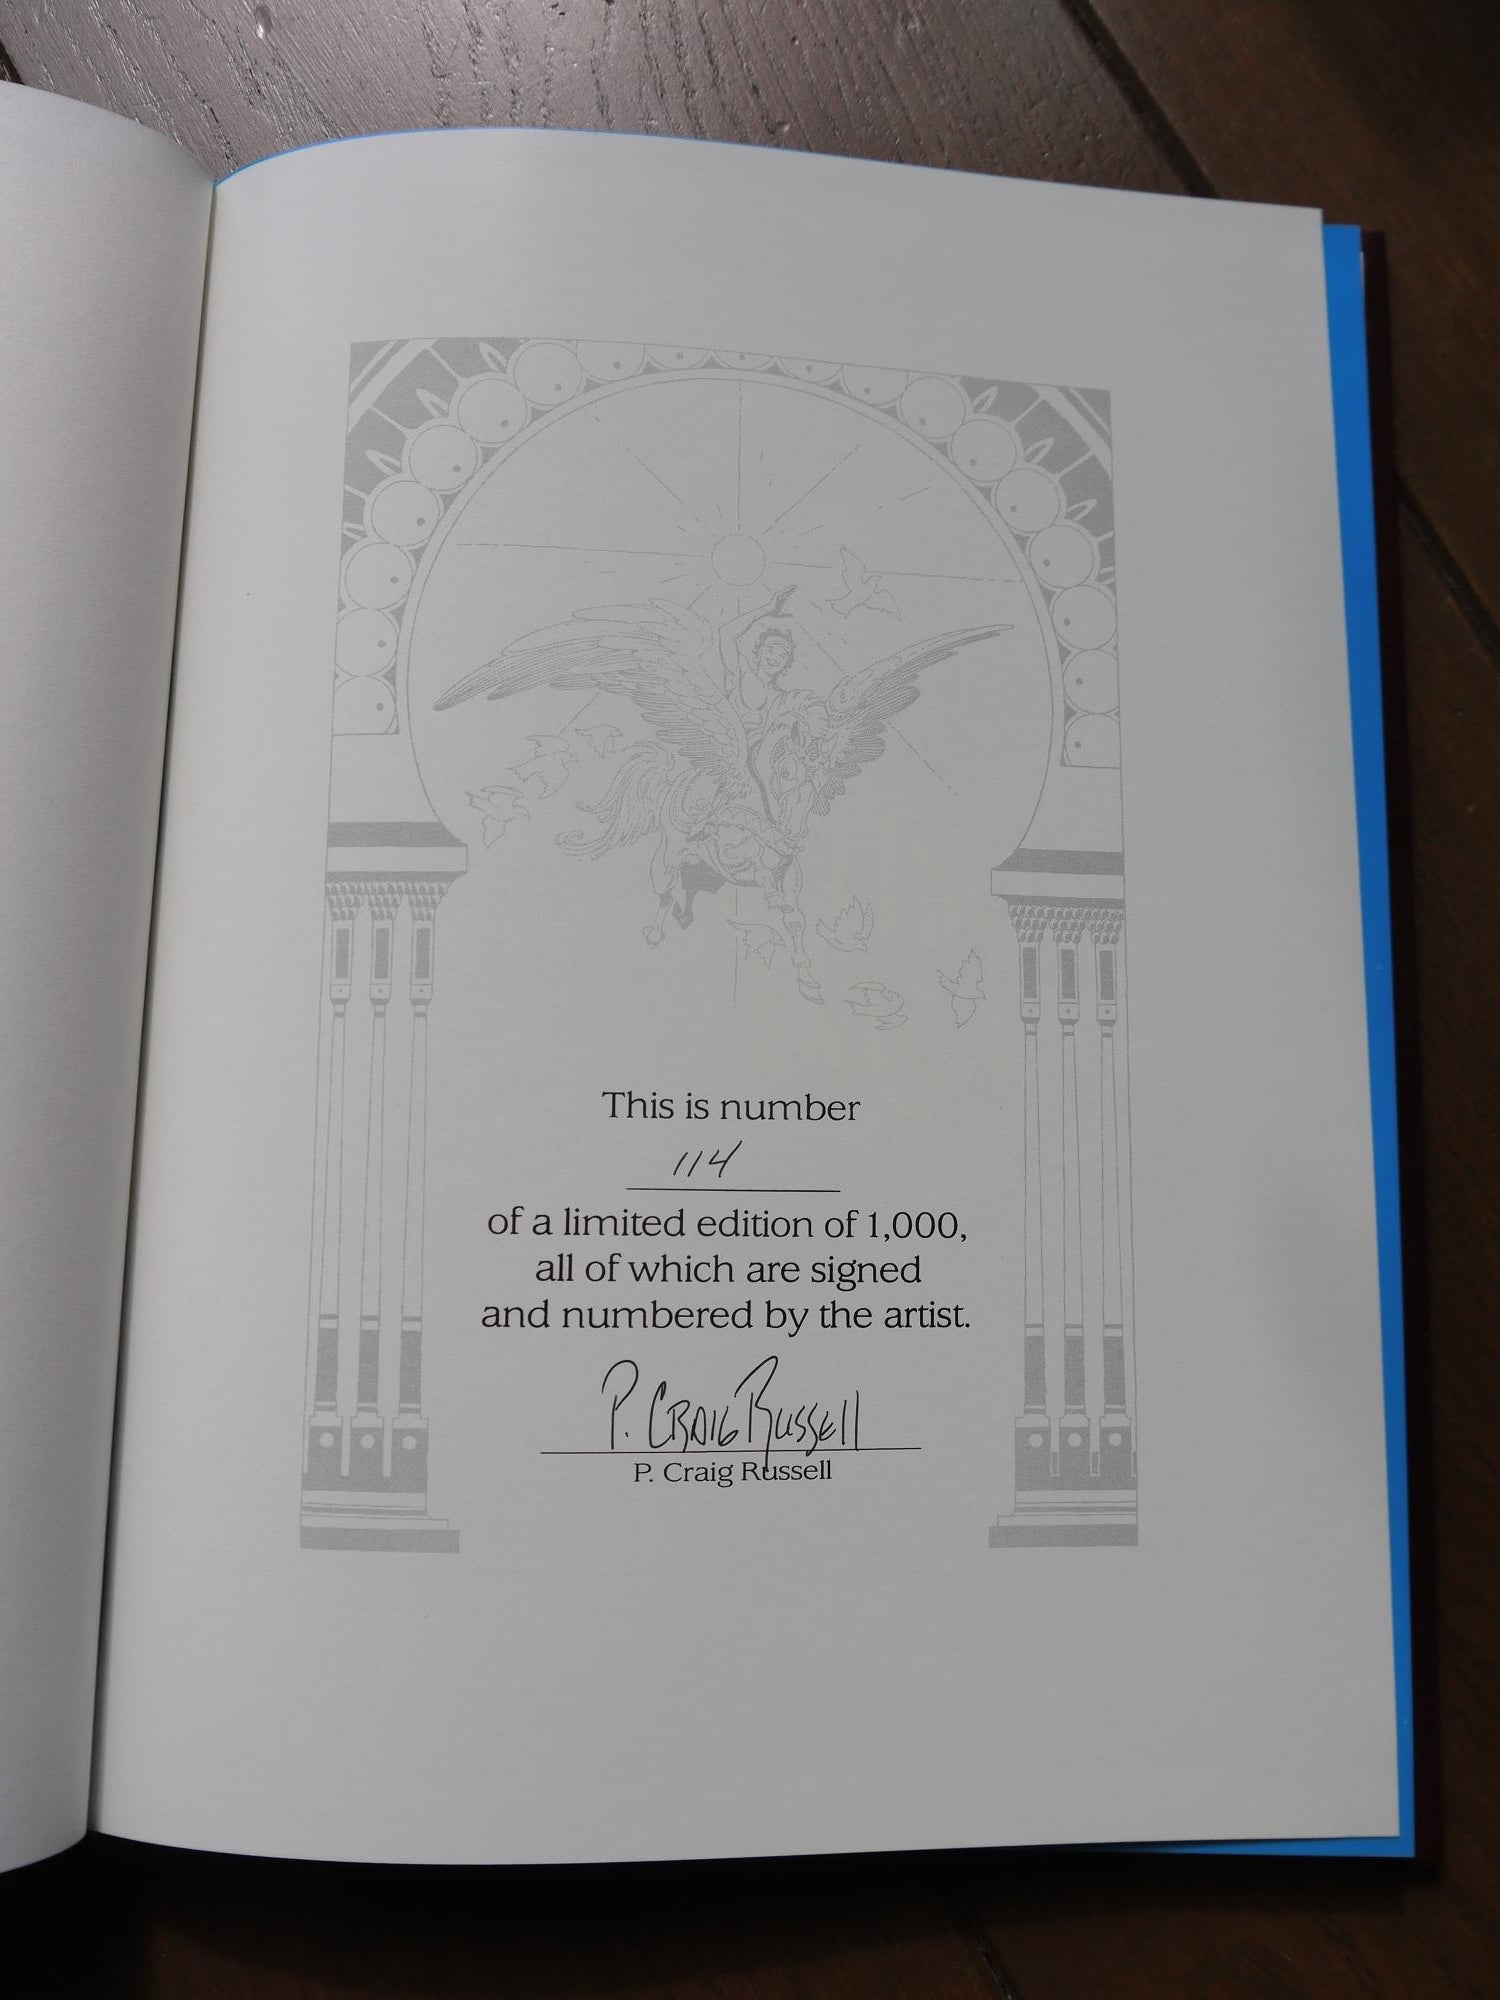 This is number
114
of a limited edition of 1,000,
all of which are signed
and numbered by the artist.
P. Craig Russell
P. Craig Russell